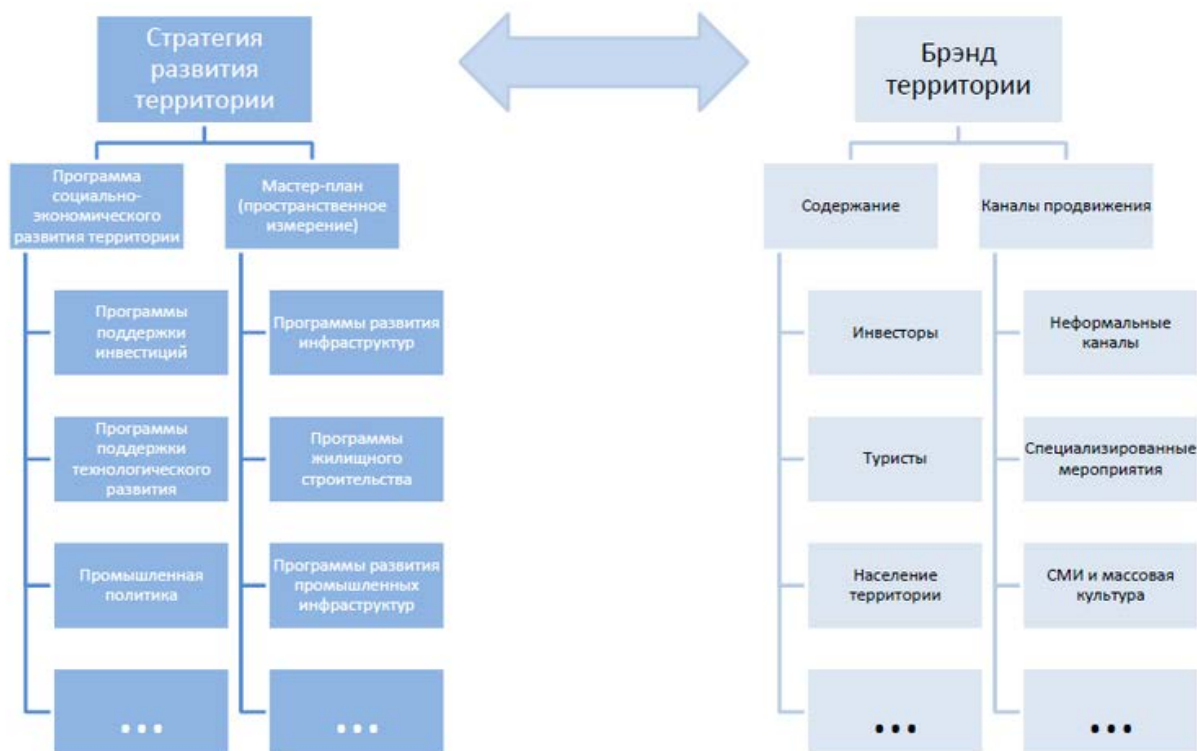 Стратегия
развития
территории
Брэнд
территории
Программа
социально-
экономического
развития территории
Мастер-план
(пространственное
измерение)
Содержание
Каналы продвижения
Программы
поддержки
инвестиций
Программы развития
инфраструктур
Инвесторы
Неформальные
каналы
Программы
поддержки
технологического
развития
Программы
жилищного
строительства
Туристы
Специализированные
мероприятия
Промышленная
политика
Программы развития
промышленных
инфраструктур
Население
территории
СМИ и массовая
культура
...
...
...
...